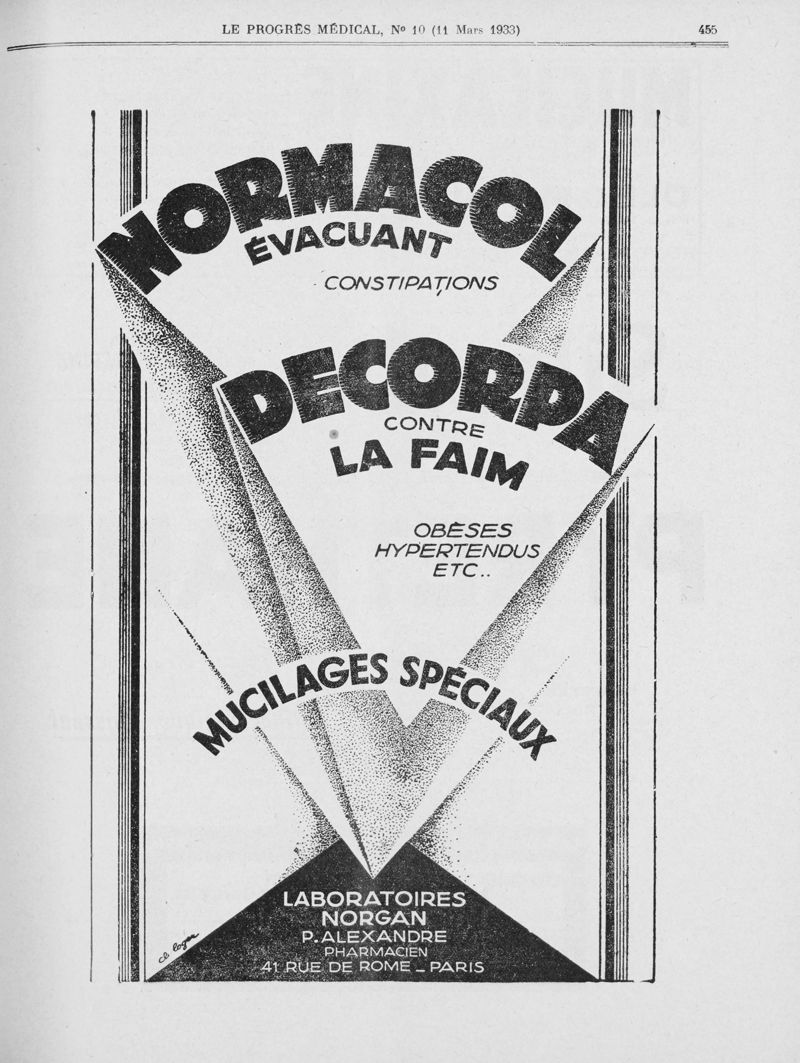 LE PROGRÈS MÉDICAL, Nº 10 (11 Mars 1933)
455
NORMACOL
ÉVACUANT
CONSTIPATIONS
DECORPA
CONTRE
LA FAIM
OBÈSES
HYPERTENDUS
ETC..
MUCILAGES SPÉCIAUX
LABORATOIRES
NORGAN
P. ALEXANDRE
PHARMACIEN
41 RUE DE ROME _ PARIS